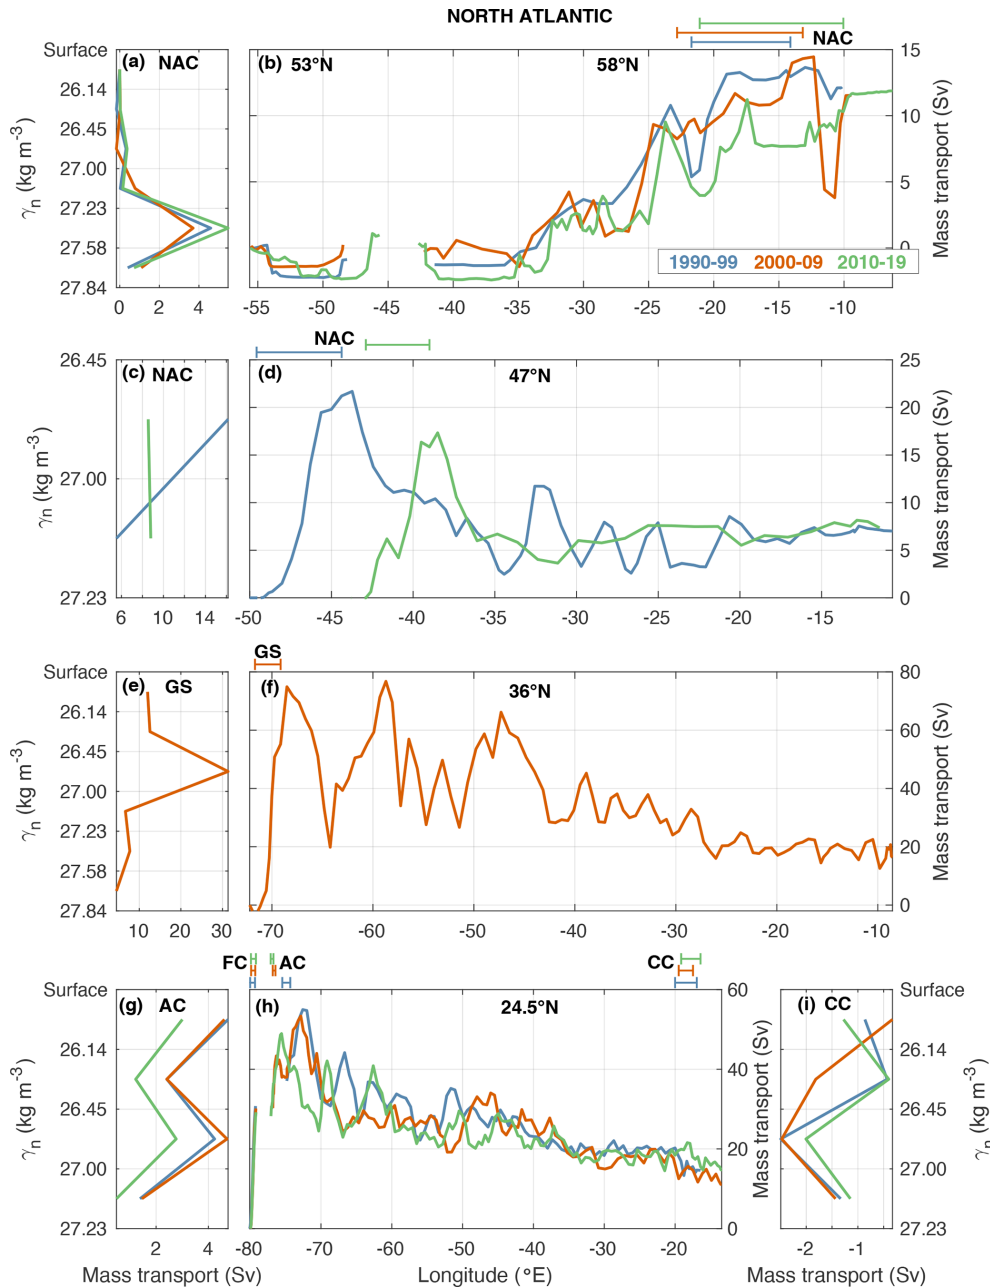 NORTH ATLANTIC
NAC
Surface
26.14
26.45
27.00
27.23
27.58
27.84
γn (kg m-3)
(a) NAC
0 2 4
(b) 53°N 58°N
1990-99 2000-09 2010-19
15
10
5
0
Mass transport (Sv)
-55 -50 -45 -40 -35 -30 -25 -20 -15 -10
NAC
26.45
27.00
27.23
γn (kg m-3)
(c) NAC
6 8 10 12 14
(d) 47°N
25
20
15
10
5
0
Mass transport (Sv)
-50 -45 -40 -35 -30 -25 -20 -15
GS
Surface
26.14
26.45
27.00
27.23
27.58
27.84
γn (kg m-3)
(e) GS
10 20 30
(f) 36°N
80
60
40
20
0
Mass transport (Sv)
-70 -60 -50 -40 -30 -20 -10
FC AC CC
Surface
26.14
26.45
27.00
27.23
γn (kg m-3)
(g) AC
2 4
Mass transport (Sv)
(h) 24.5°N
60
40
20
0
Mass transport (Sv)
-80 -70 -60 -50 -40 -30 -20
Longitude (°E)
(i) CC
Surface
26.14
26.45
27.00
27.23
γn (kg m-3)
-2 -1
Mass transport (Sv)